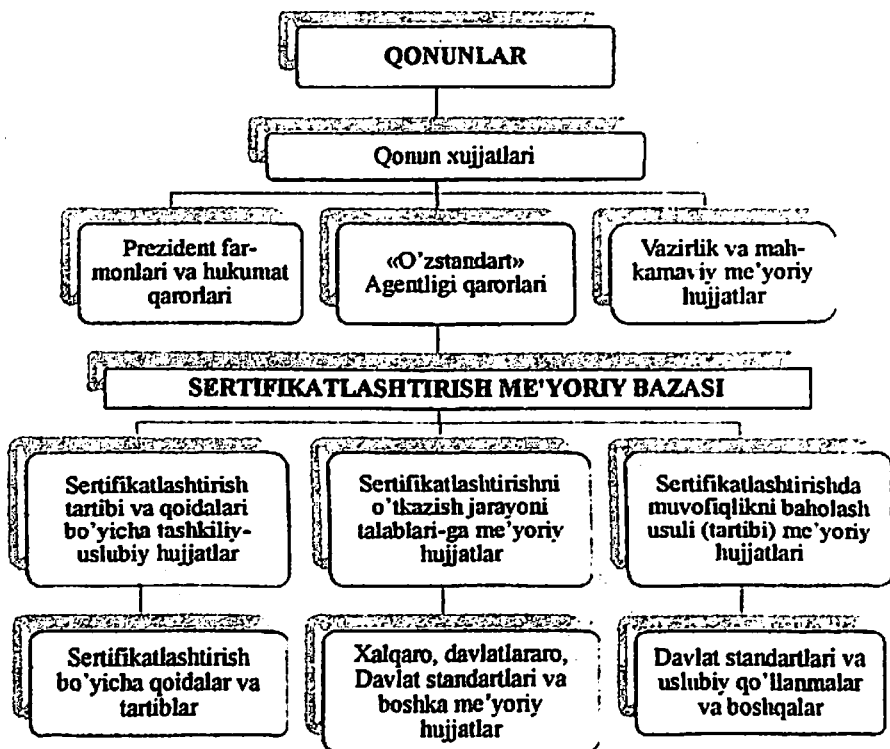 QONUNLAR
Qonun xujjatlari
Prezident far-
monlari va hukumat
qarorlari
«O'zstandart»
Agentligi qarorlari
Vazirlik va mah-
kamaviy me'yoriy
hujjatlar
SERTIFIKATLASHTIRISH ME'YORIY BAZASI
Sertifikatlashtirish
tartibi va qoidalari
bo'yicha tashkiliy-
uslubiy hujjatlar
Sertifikatlashtirishni
o'tkazish jarayoni
talablari-ga me'yoriy
hujjatlar
Sertifikatlashtirishda
muvofiqlikni baholash
usuli (tartibi) me'yoriy
hujjatlari
Sertifikatlashtirish
bo'yicha qoidalar va
tartiblar
Xalqaro, davlatlararo,
Davlat standartlari va
boshka me'yoriy
hujjatlar
Davlat standartlari va
uslubiy qo'llanmalar
va boshqalar